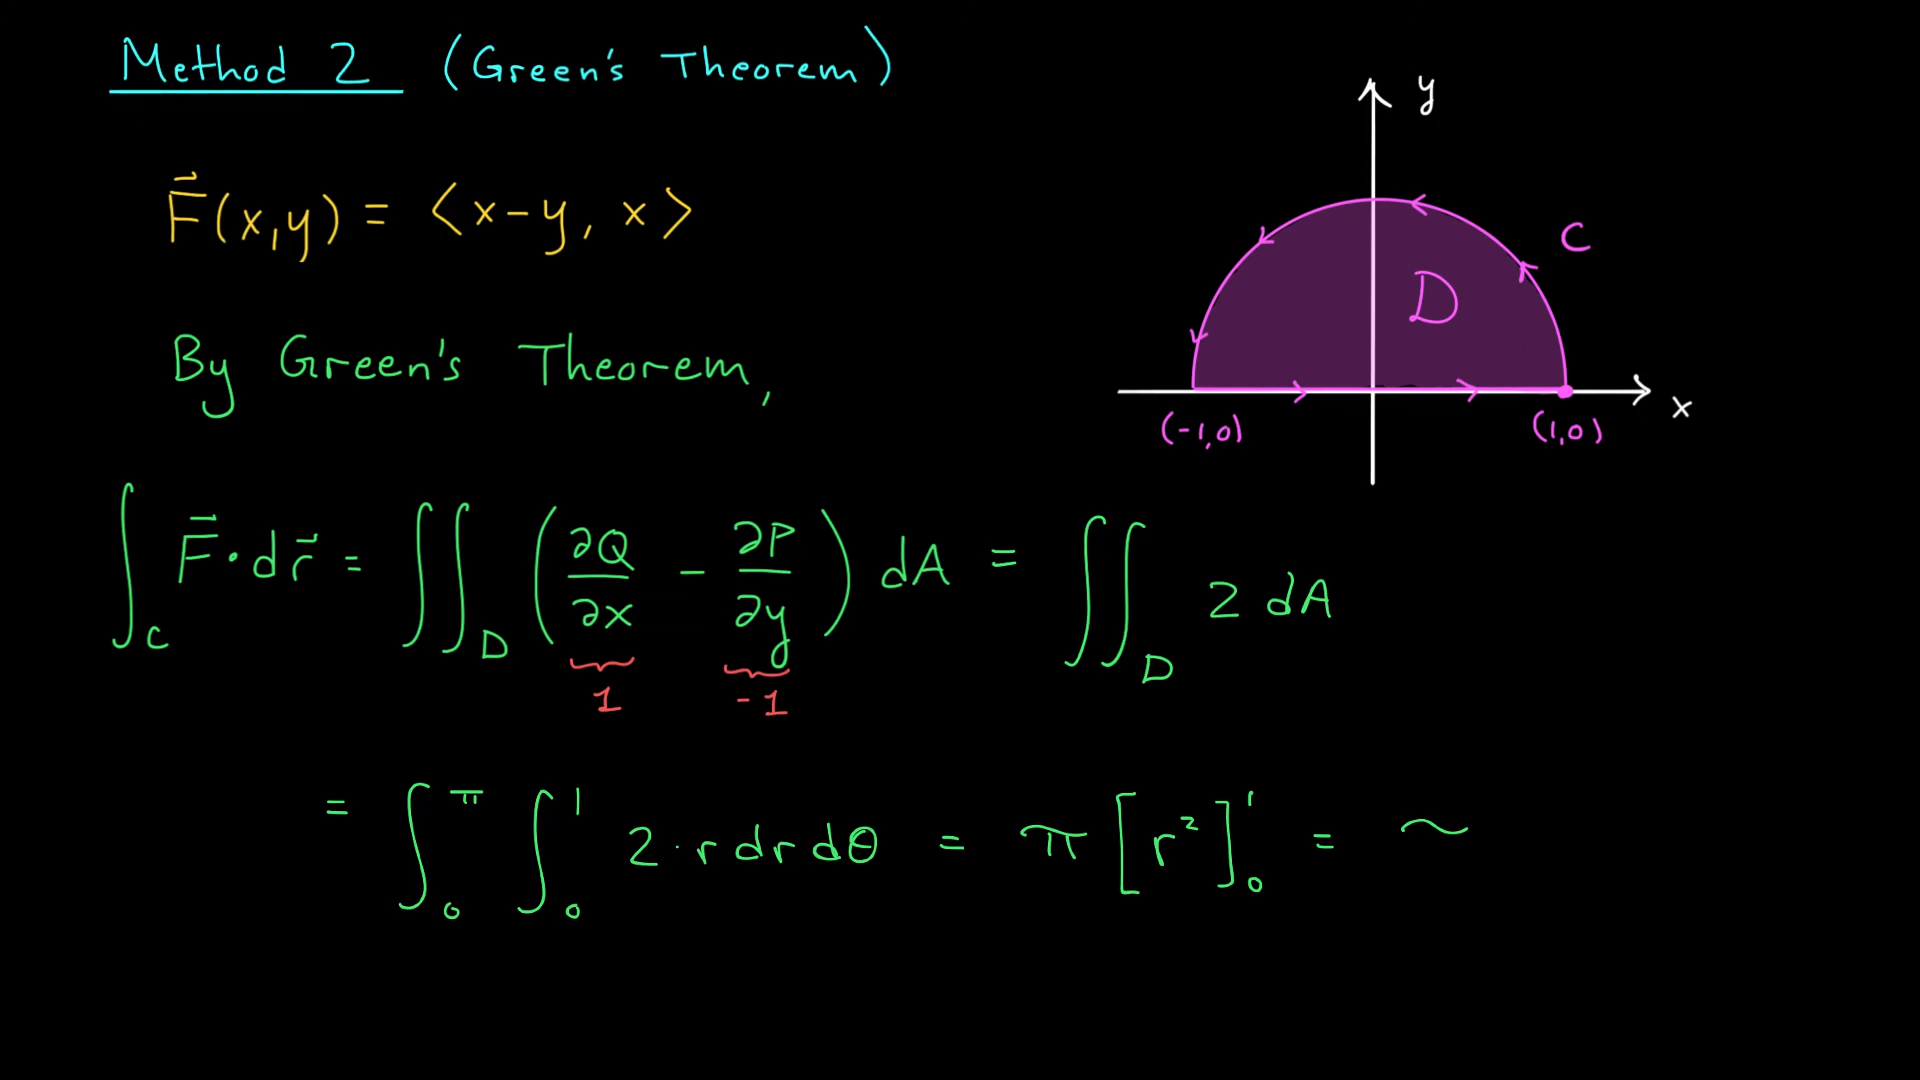 Method 2 (Green's Theorem)
y
F⃗(x,y) = <x-y, x>
C
D
By Green's Theorem,
x
(-1,0)
(1,0)
∫_C F⃗ · dr⃗ = ∬_D (∂Q/∂x - ∂P/∂y) dA = ∬_D 2 dA
1
-1
= ∫_0^π ∫_0^1 2·r dr dθ = π [r²]_0^1 =